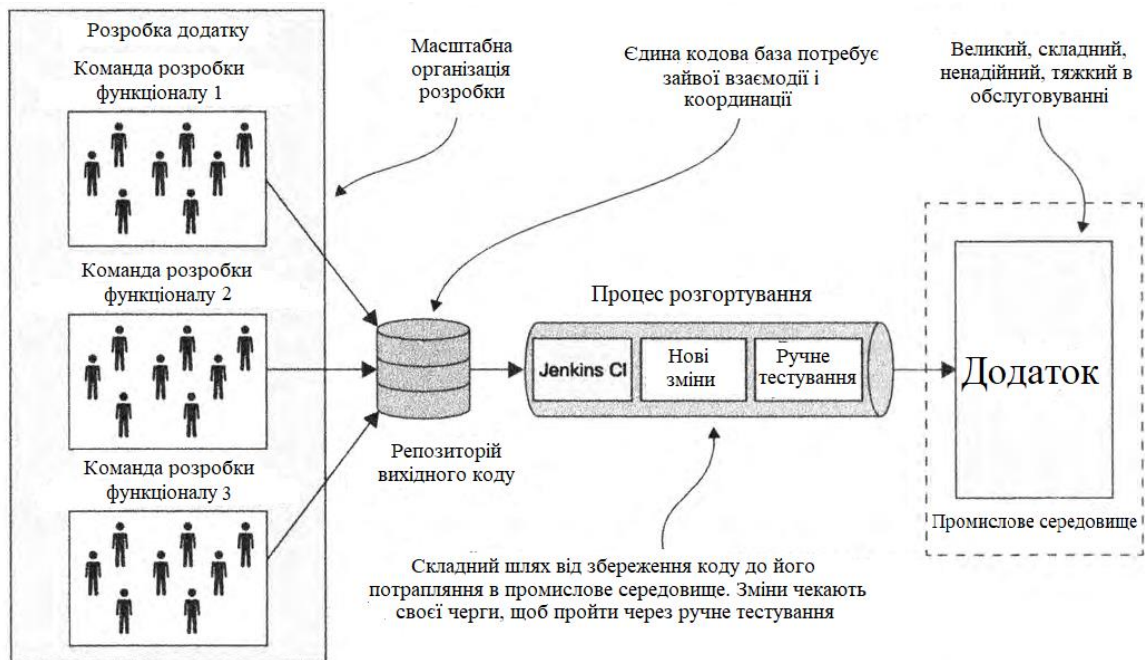 Розробка додатку
Команда розробки
функціоналу 1
Команда розробки
функціоналу 2
Команда розробки
функціоналу 3
Масштабна
організація
розробки
Єдина кодова база потребує
зайвої взаємодії і
координації
Великий, складний,
ненадійний, тяжкий в
обслуговуванні
Репозиторій
вихідного коду
Процес розгортування
Jenkins CI
Нові
зміни
Ручне
тестування
Складний шлях від збереження коду до його
потрапляння в промислове середовище. Зміни чекають
своєї черги, щоб пройти через ручне тестування
Додаток
Промислове середовище